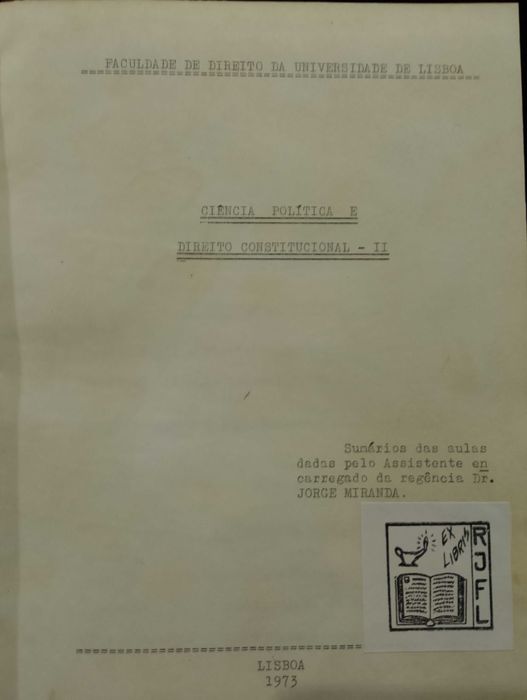 FACULDADE DE DIREITO DA UNIVERSIDADE DE LISBOA
CIÊNCIA POLÍTICA E
DIREITO CONSTITUCIONAL - II
Sumários das aulas
dadas pelo Assistente en
carregado da regência Dr.
JORGE MIRANDA.
EX
LIBRIS
RJFL
LISBOA
1973